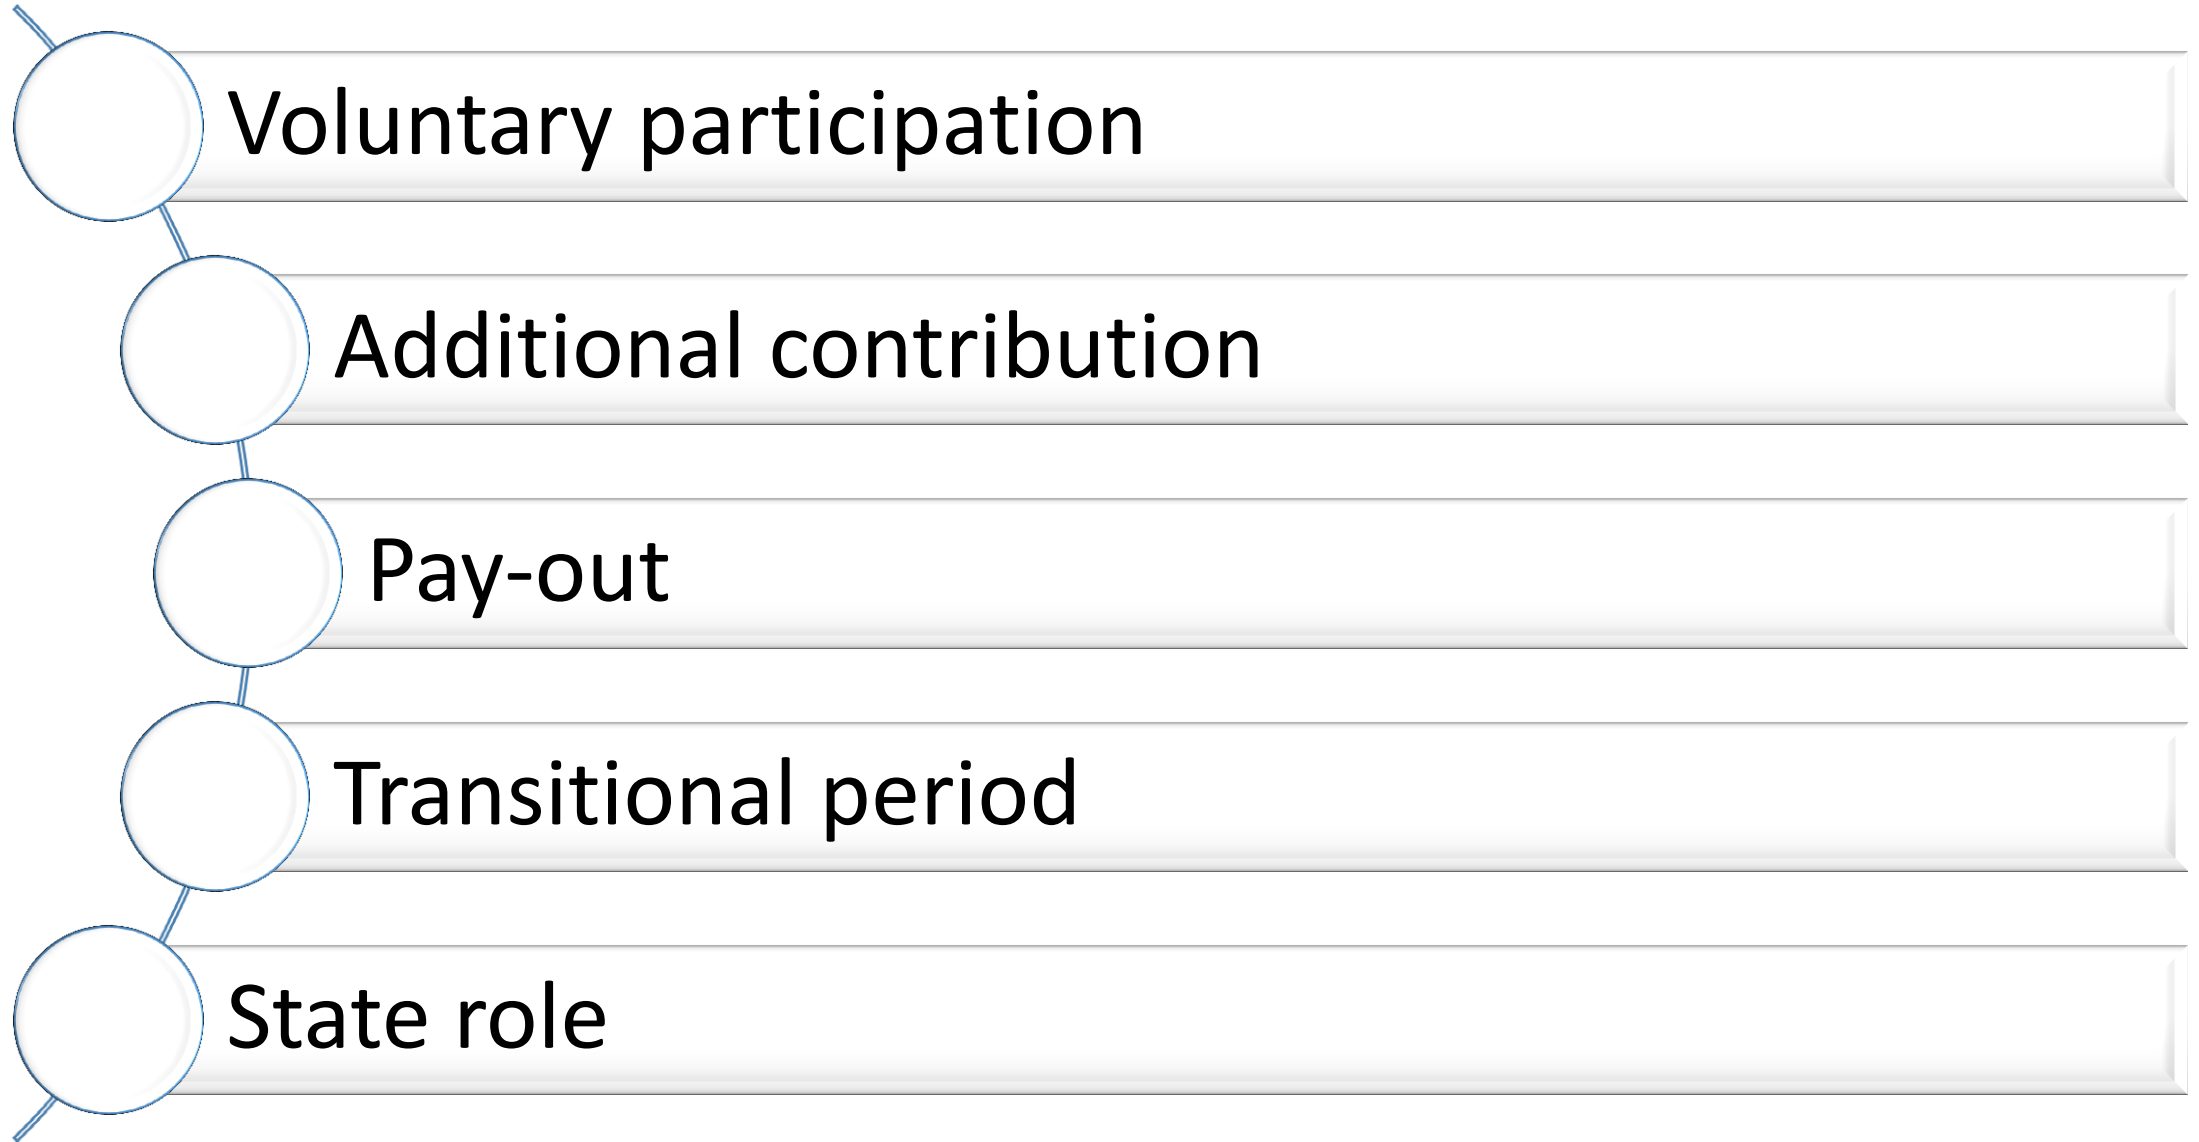 Voluntary participation
Additional contribution
Pay-out
Transitional period
State role